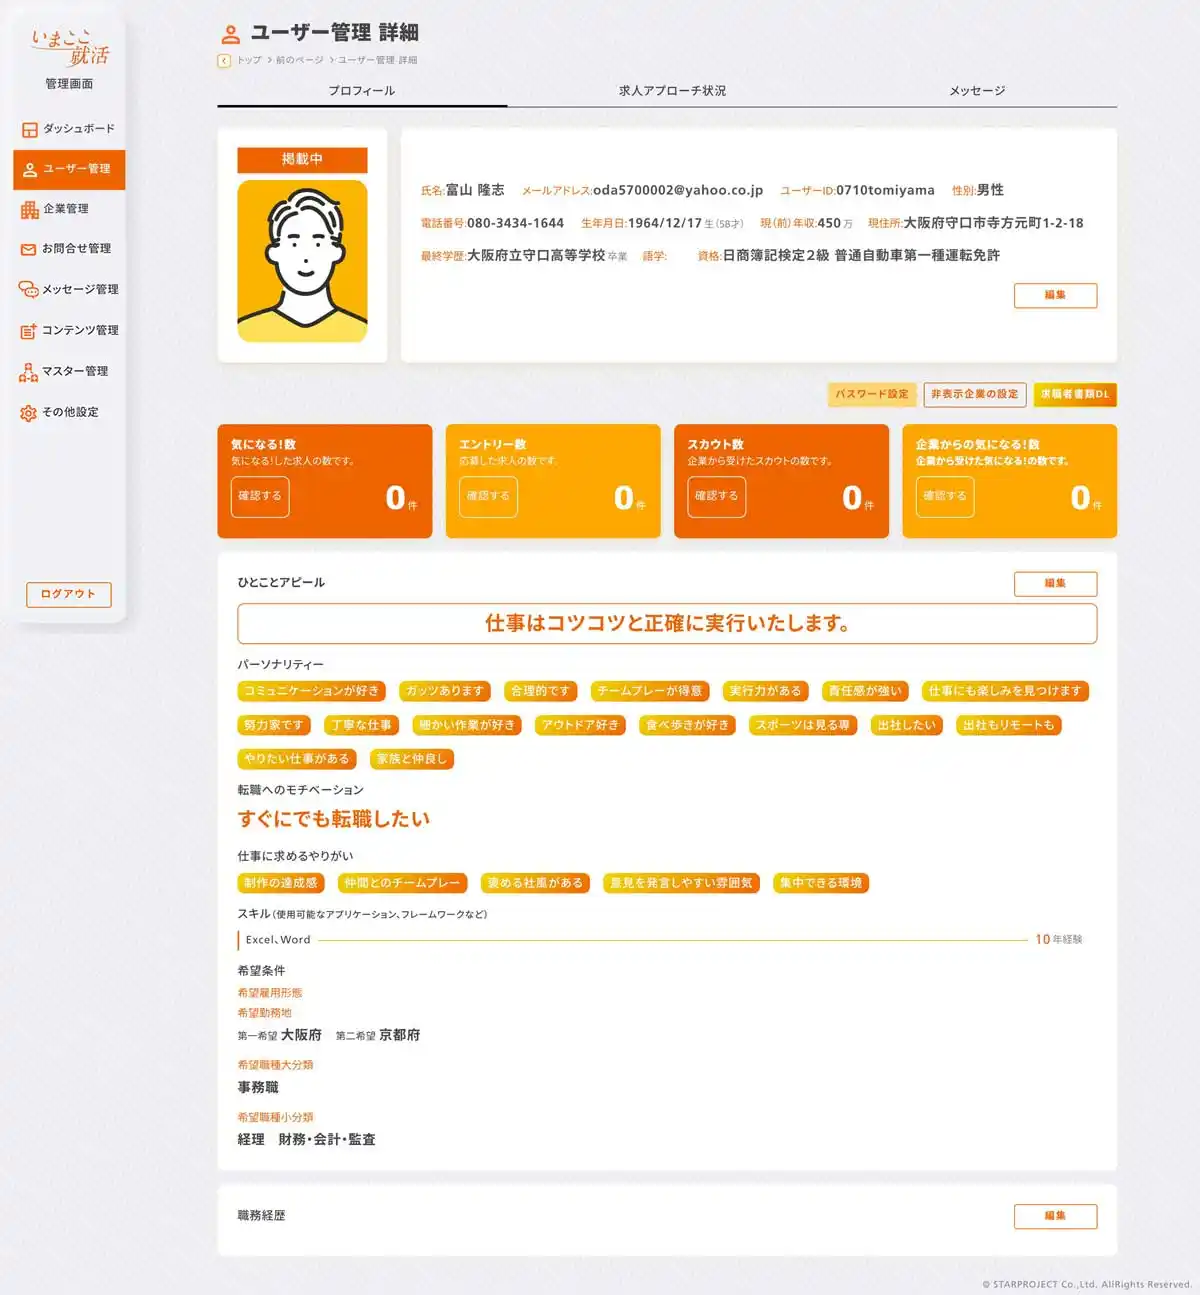 いまここ
就活
管理画面
ダッシュボード
ユーザー管理
企業管理
お問合せ管理
メッセージ管理
コンテンツ管理
マスター管理
その他設定
ログアウト
ユーザー管理 詳細
トップ > 前のページ > ユーザー管理 詳細
プロフィール 求人アプローチ状況 メッセージ
掲載中
氏名:富山 隆志 メールアドレス:oda5700002@yahoo.co.jp ユーザーID:0710tomiyama 性別:男性
電話番号:080-3434-1644 生年月日:1964/12/17 生（58才） 現（前）年収:450 万 現住所:大阪府守口市寺方元町1-2-18
最終学歴:大阪府立守口高等学校 卒業 語学: 資格:日商簿記検定2級 普通自動車第一種運転免許
編集
パスワード設定 非表示企業の設定 求職者書類DL
気になる！数
気になる！した求人の数です。
確認する 0 件
エントリー数
応募した求人の数です。
確認する 0 件
スカウト数
企業から受けたスカウトの数です。
確認する 0 件
企業からの気になる！数
企業から受けた気になる！の数です。
確認する 0 件
ひとことアピール 編集
仕事はコツコツと正確に実行いたします。
パーソナリティー
コミュニケーションが好き ガッツあります 合理的です チームプレーが得意 実行力がある 責任感が強い 仕事にも楽しみを見つけます
努力家です 丁寧な仕事 細かい作業が好き アウトドア好き 食べ歩きが好き スポーツは見る専 出社したい 出社もリモートも
やりたい仕事がある 家族と仲良し
転職へのモチベーション
すぐにでも転職したい
仕事に求めるやりがい
制作の達成感 仲間とのチームプレー 褒める社風がある 意見を発言しやすい雰囲気 集中できる環境
スキル（使用可能なアプリケーション、フレームワークなど）
Excel、Word 10 年経験
希望条件
希望雇用形態
希望勤務地
第一希望 大阪府 第二希望 京都府
希望職種大分類
事務職
希望職種小分類
経理 財務・会計・監査
職務経歴 編集
© STARPROJECT Co.,Ltd. AllRights Reserved.